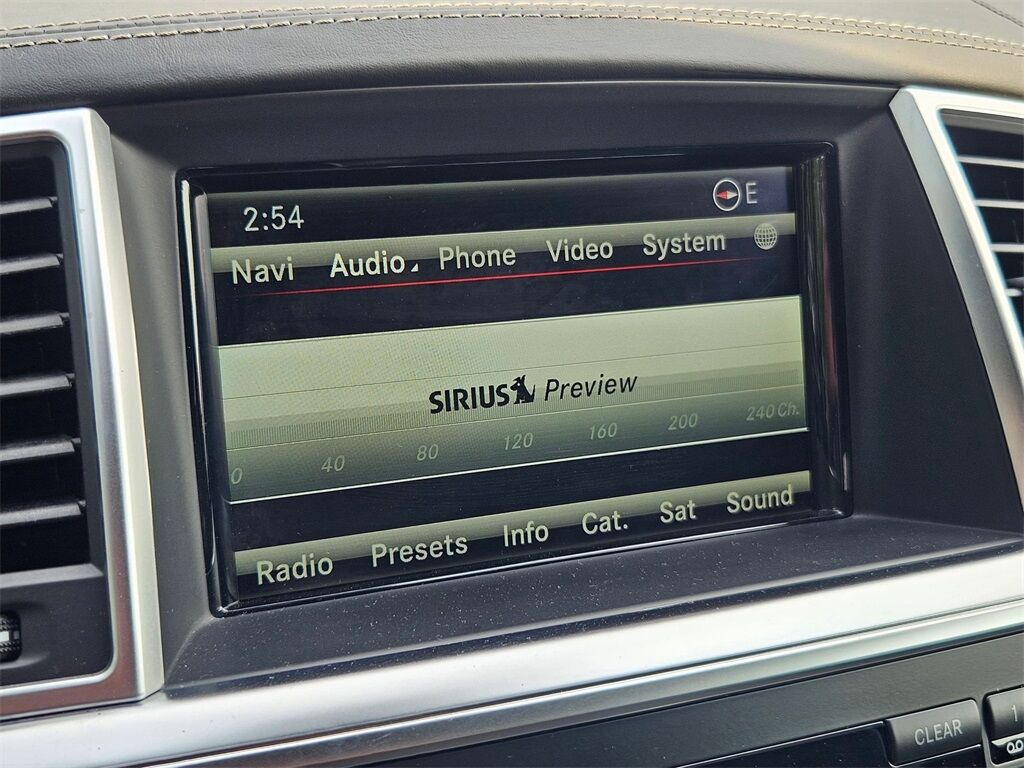 2:54 E
Navi Audio Phone Video System
SIRIUS Preview
0 40 80 120 160 200 240 Ch.
Radio Presets Info Cat. Sat Sound
CLEAR 1